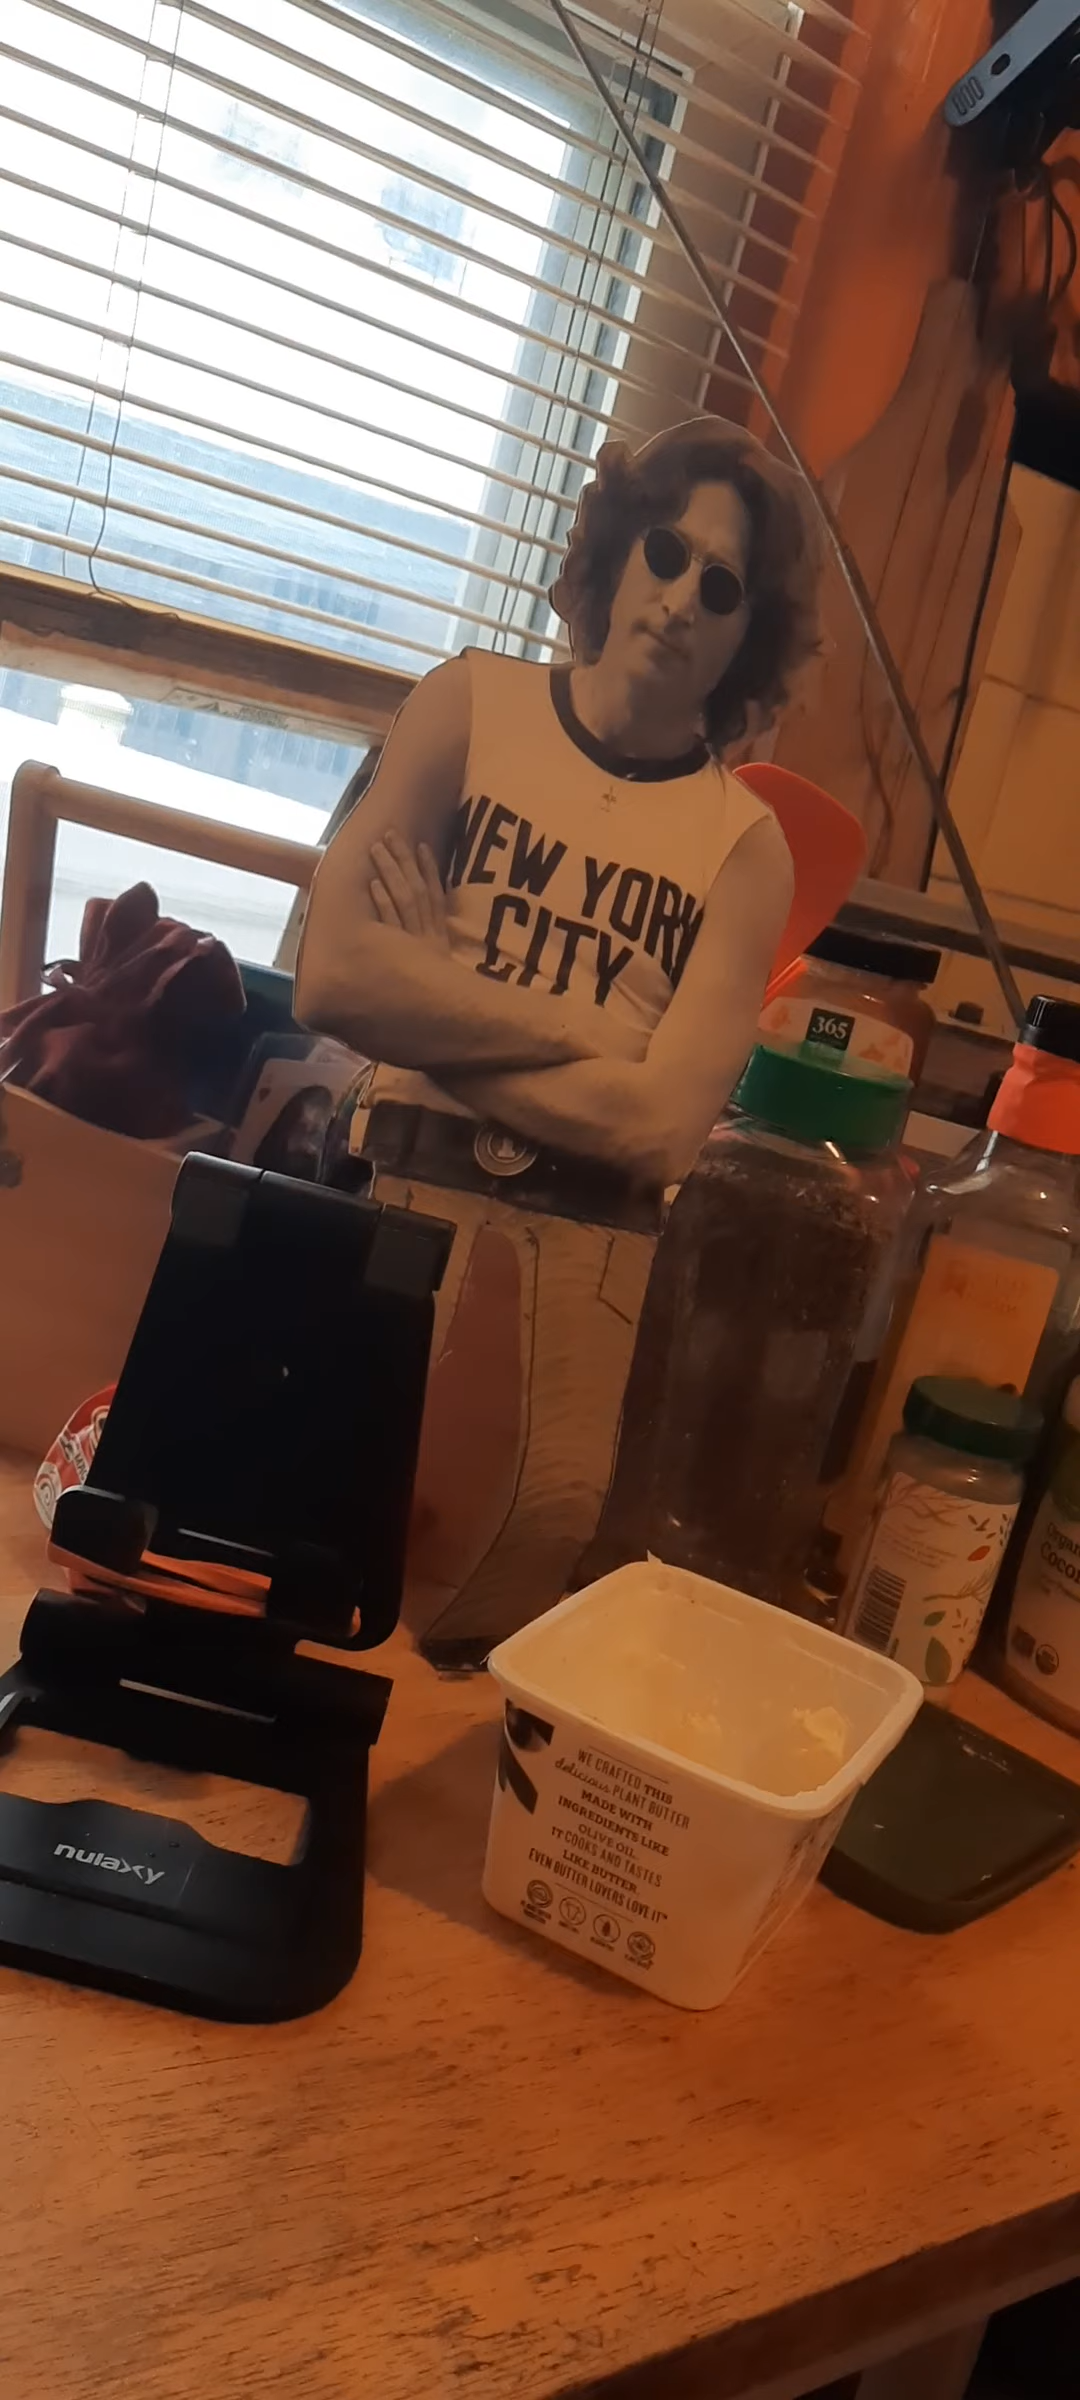 NEW YORK
CITY
365
nulaxy
WE CRAFTED THIS
delicious PLANT BUTTER
MADE WITH
INGREDIENTS LIKE
OLIVE OIL.
IT COOKS AND TASTES
LIKE BUTTER.
EVEN BUTTER LOVERS LOVE IT™